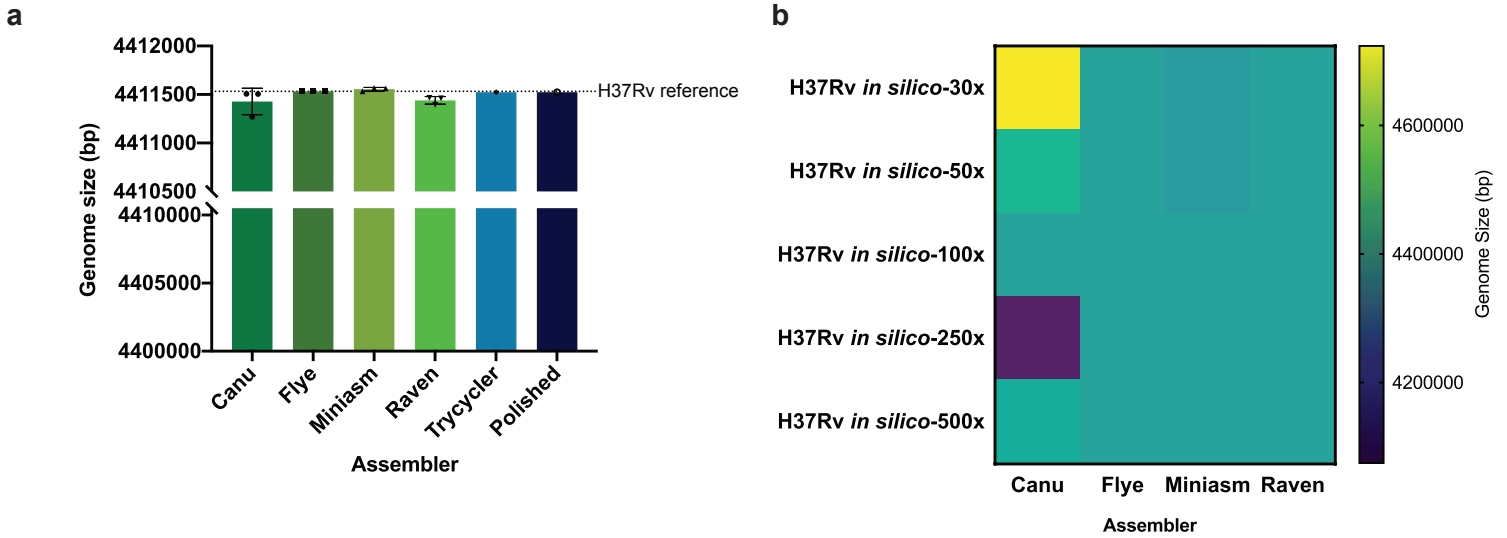 a
4412000
4411500
4411000
4410500
4410000
4405000
4400000
Genome size (bp)
H37Rv reference
Canu
Flye
Miniasm
Raven
Trycycler
Polished
Assembler
b
H37Rv in silico-30x
H37Rv in silico-50x
H37Rv in silico-100x
H37Rv in silico-250x
H37Rv in silico-500x
Canu Flye Miniasm Raven
Assembler
4600000
4400000
4200000
Genome Size (bp)